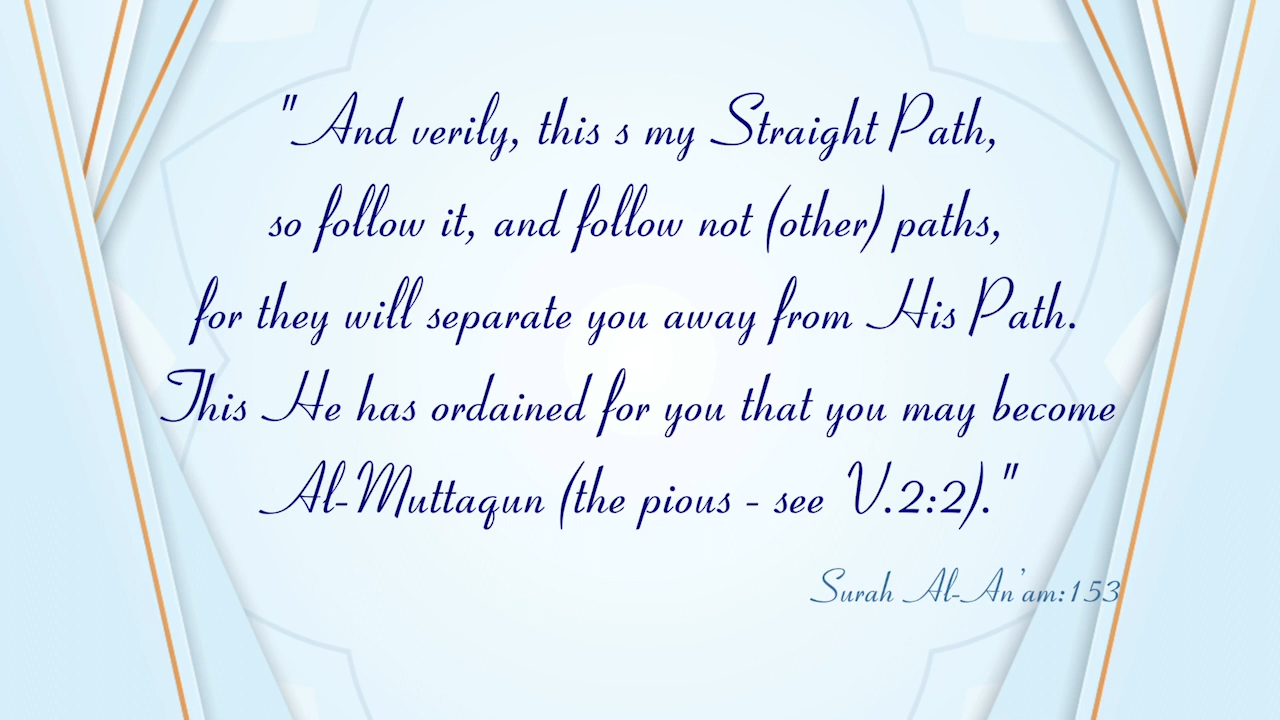 "And verily, this s my Straight Path,
so follow it, and follow not (other) paths,
for they will separate you away from His Path.
This He has ordained for you that you may become
Al-Muttaqun (the pious - see V.2:2)."
Surah Al-An'am:153